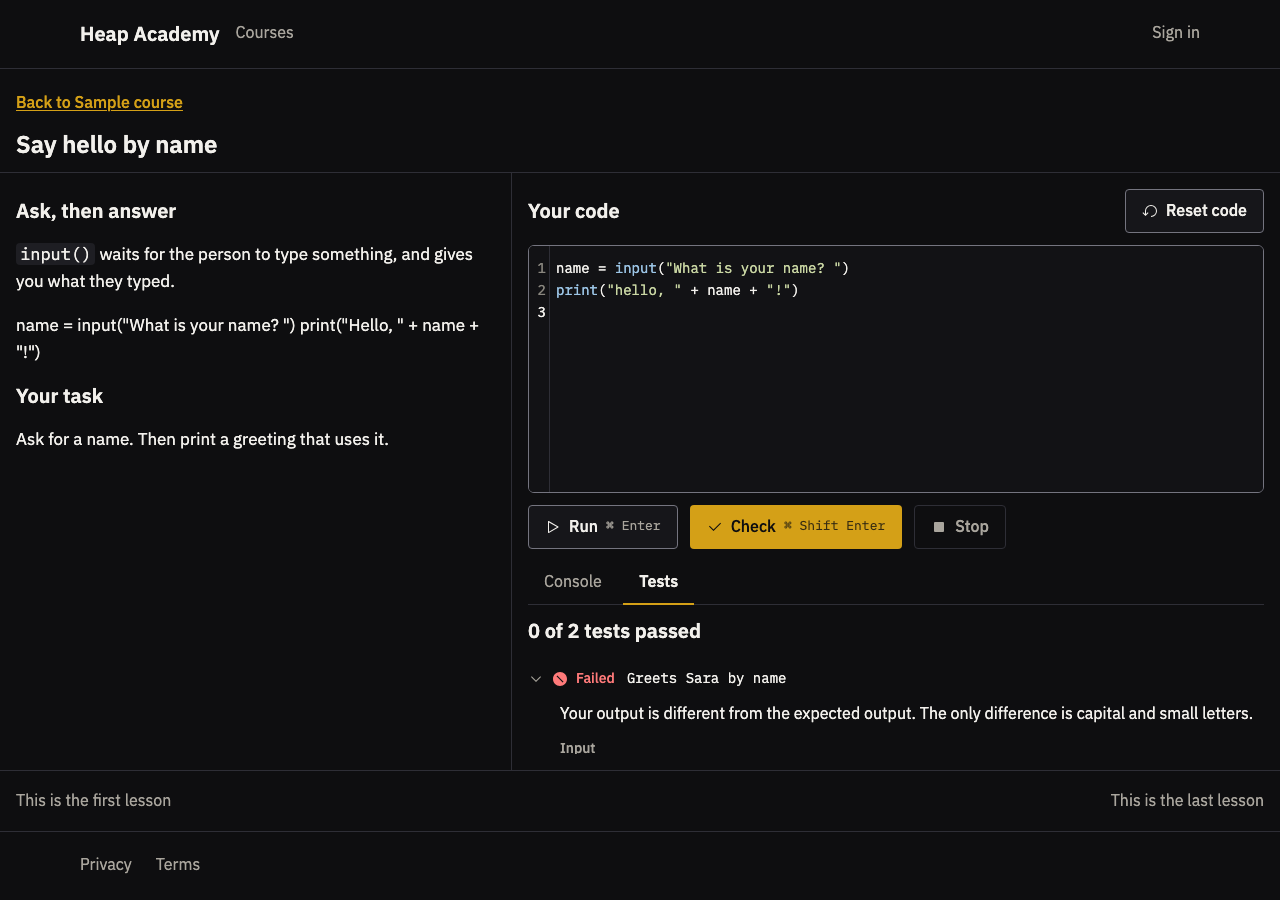 Heap Academy Courses Sign in
Back to Sample course
Say hello by name
Ask, then answer
input() waits for the person to type something, and gives
you what they typed.
name = input("What is your name? ") print("Hello, " + name +
"!")
Your task
Ask for a name. Then print a greeting that uses it.
Your code
Reset code
1 name = input("What is your name? ")
2 print("hello, " + name + "!")
3
Run ⌘ Enter Check ⌘ Shift Enter Stop
Console Tests
0 of 2 tests passed
Failed Greets Sara by name
Your output is different from the expected output. The only difference is capital and small letters.
Input
This is the first lesson This is the last lesson
Privacy Terms